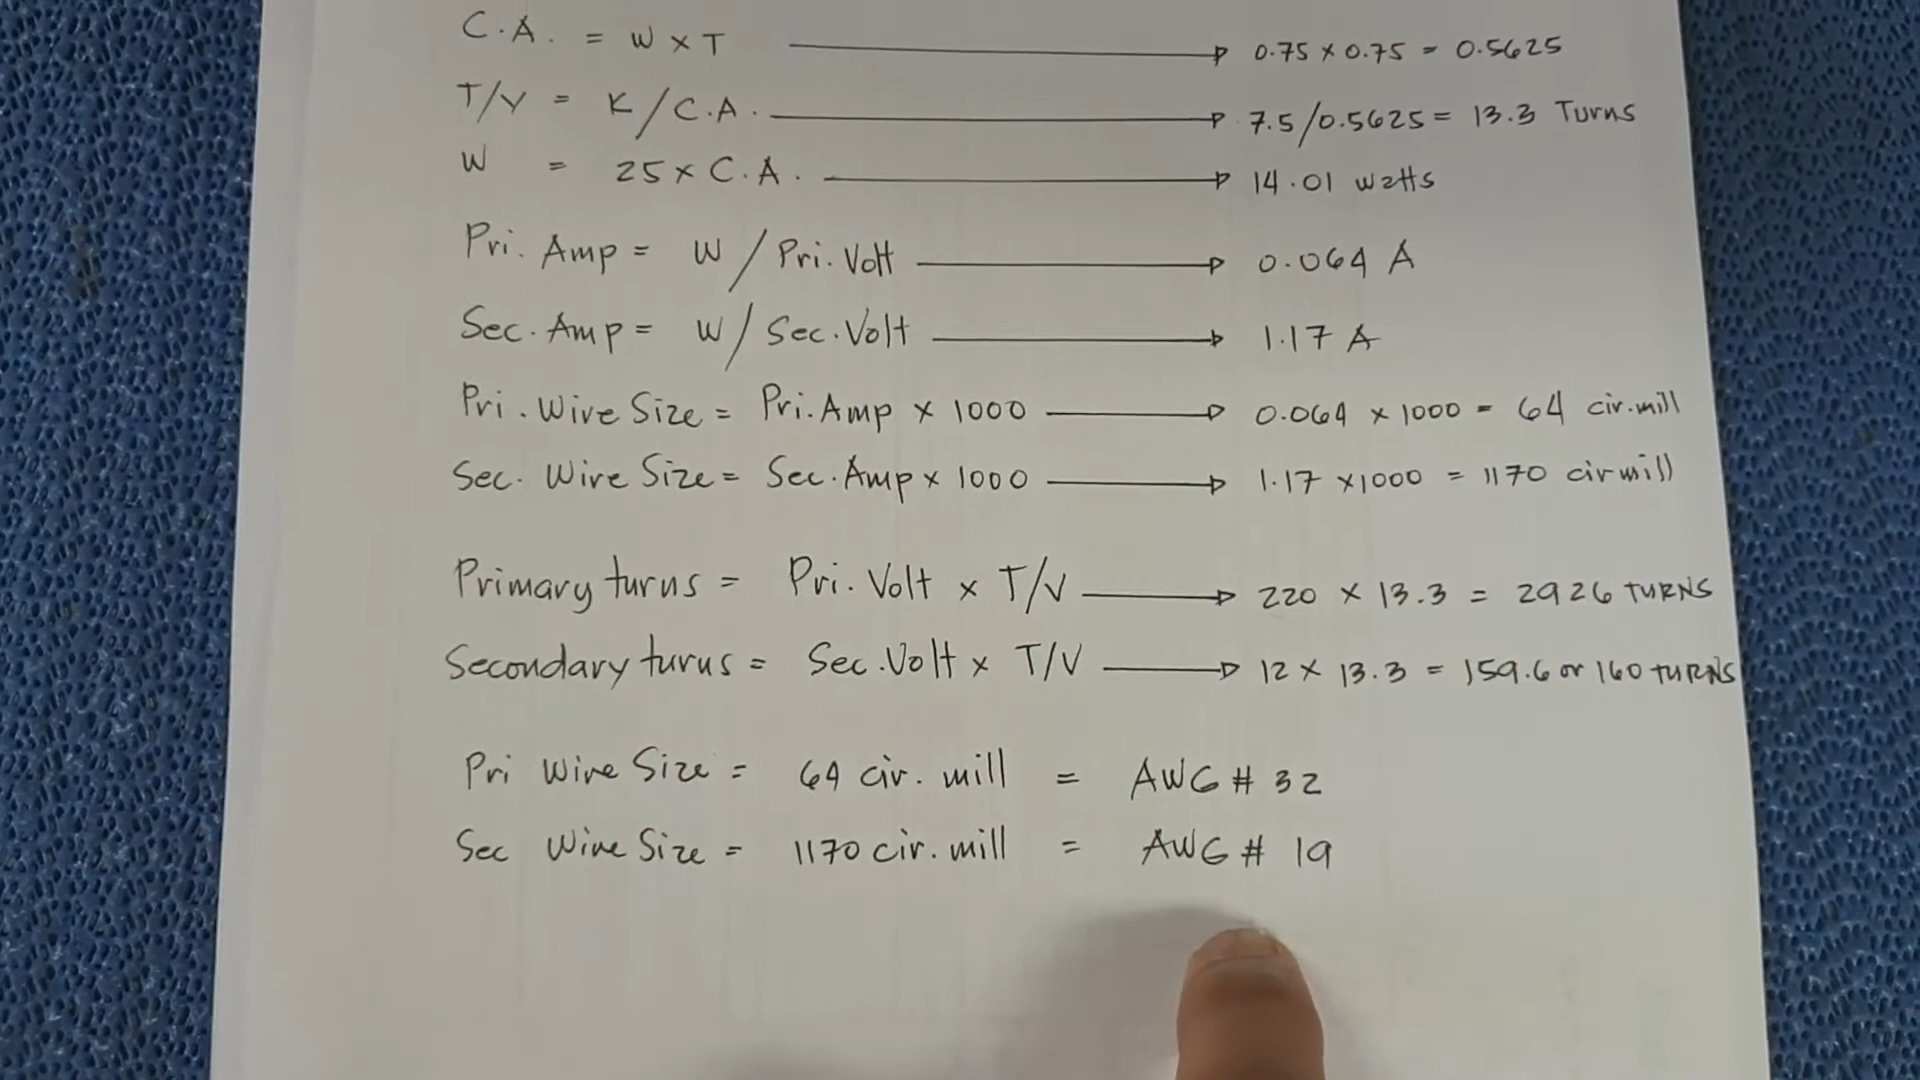 C.A. = W x T → 0.75 x 0.75 = 0.5625
T/V = K/C.A. → 7.5/0.5625 = 13.3 Turns
W = 25 x C.A. → 14.01 watts
Pri. Amp = W / Pri. Volt → 0.064 A
Sec. Amp = W / Sec. Volt → 1.17 A
Pri. Wire Size = Pri. Amp x 1000 → 0.064 x 1000 = 64 cir. mill
Sec. Wire Size = Sec. Amp x 1000 → 1.17 x 1000 = 1170 cir mill
Primary turns = Pri. Volt x T/V → 220 x 13.3 = 2926 TURNS
Secondary turns = Sec. Volt x T/V → 12 x 13.3 = 159.6 or 160 TURNS
Pri Wire Size = 64 cir. mill = AWG # 32
Sec Wire Size = 1170 cir. mill = AWG # 19